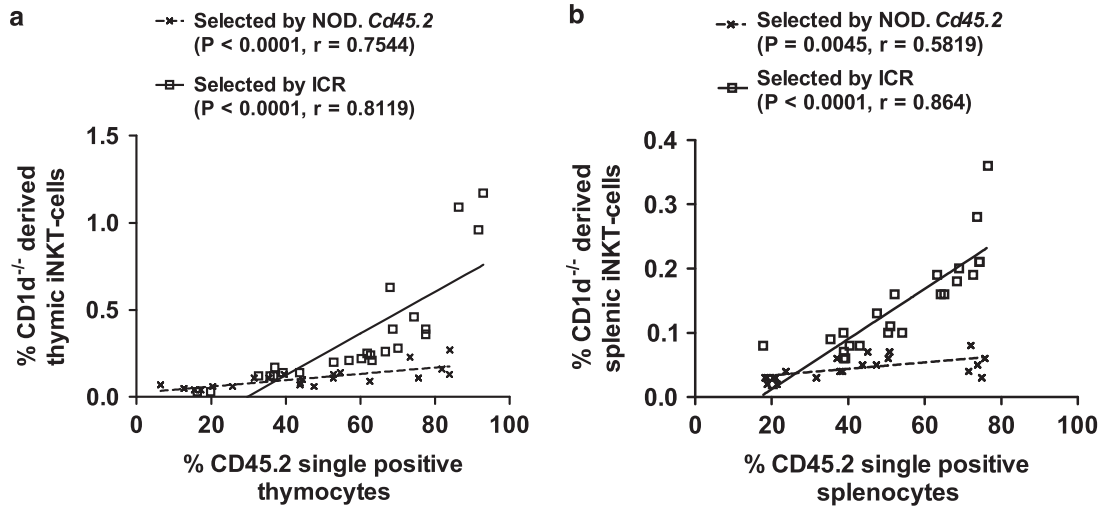 a
Selected by NOD. Cd45.2
(P < 0.0001, r = 0.7544)
Selected by ICR
(P < 0.0001, r = 0.8119)
1.5
1.0
0.5
0.0
0 20 40 60 80 100
% CD1d-/- derived
thymic iNKT-cells
% CD45.2 single positive
thymocytes
b
Selected by NOD. Cd45.2
(P = 0.0045, r = 0.5819)
Selected by ICR
(P < 0.0001, r = 0.864)
0.4
0.3
0.2
0.1
0.0
0 20 40 60 80 100
% CD1d-/- derived
splenic iNKT-cells
% CD45.2 single positive
splenocytes